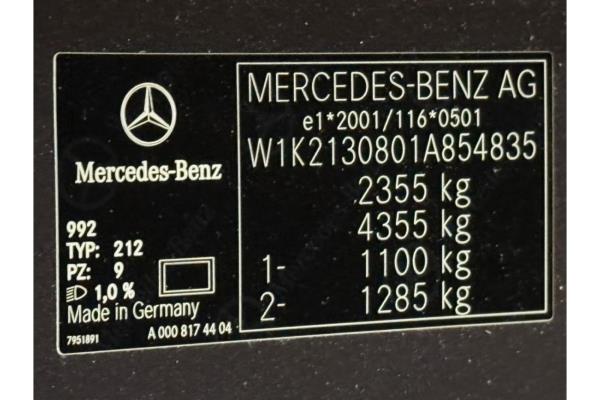 Mercedes-Benz
992
TYP: 212
PZ: 9
1,0 %
Made in Germany
7951891 A 000 817 44 04
MERCEDES-BENZ AG
e1*2001/116*0501
W1K2130801A854835
2355 kg
4355 kg
1- 1100 kg
2- 1285 kg